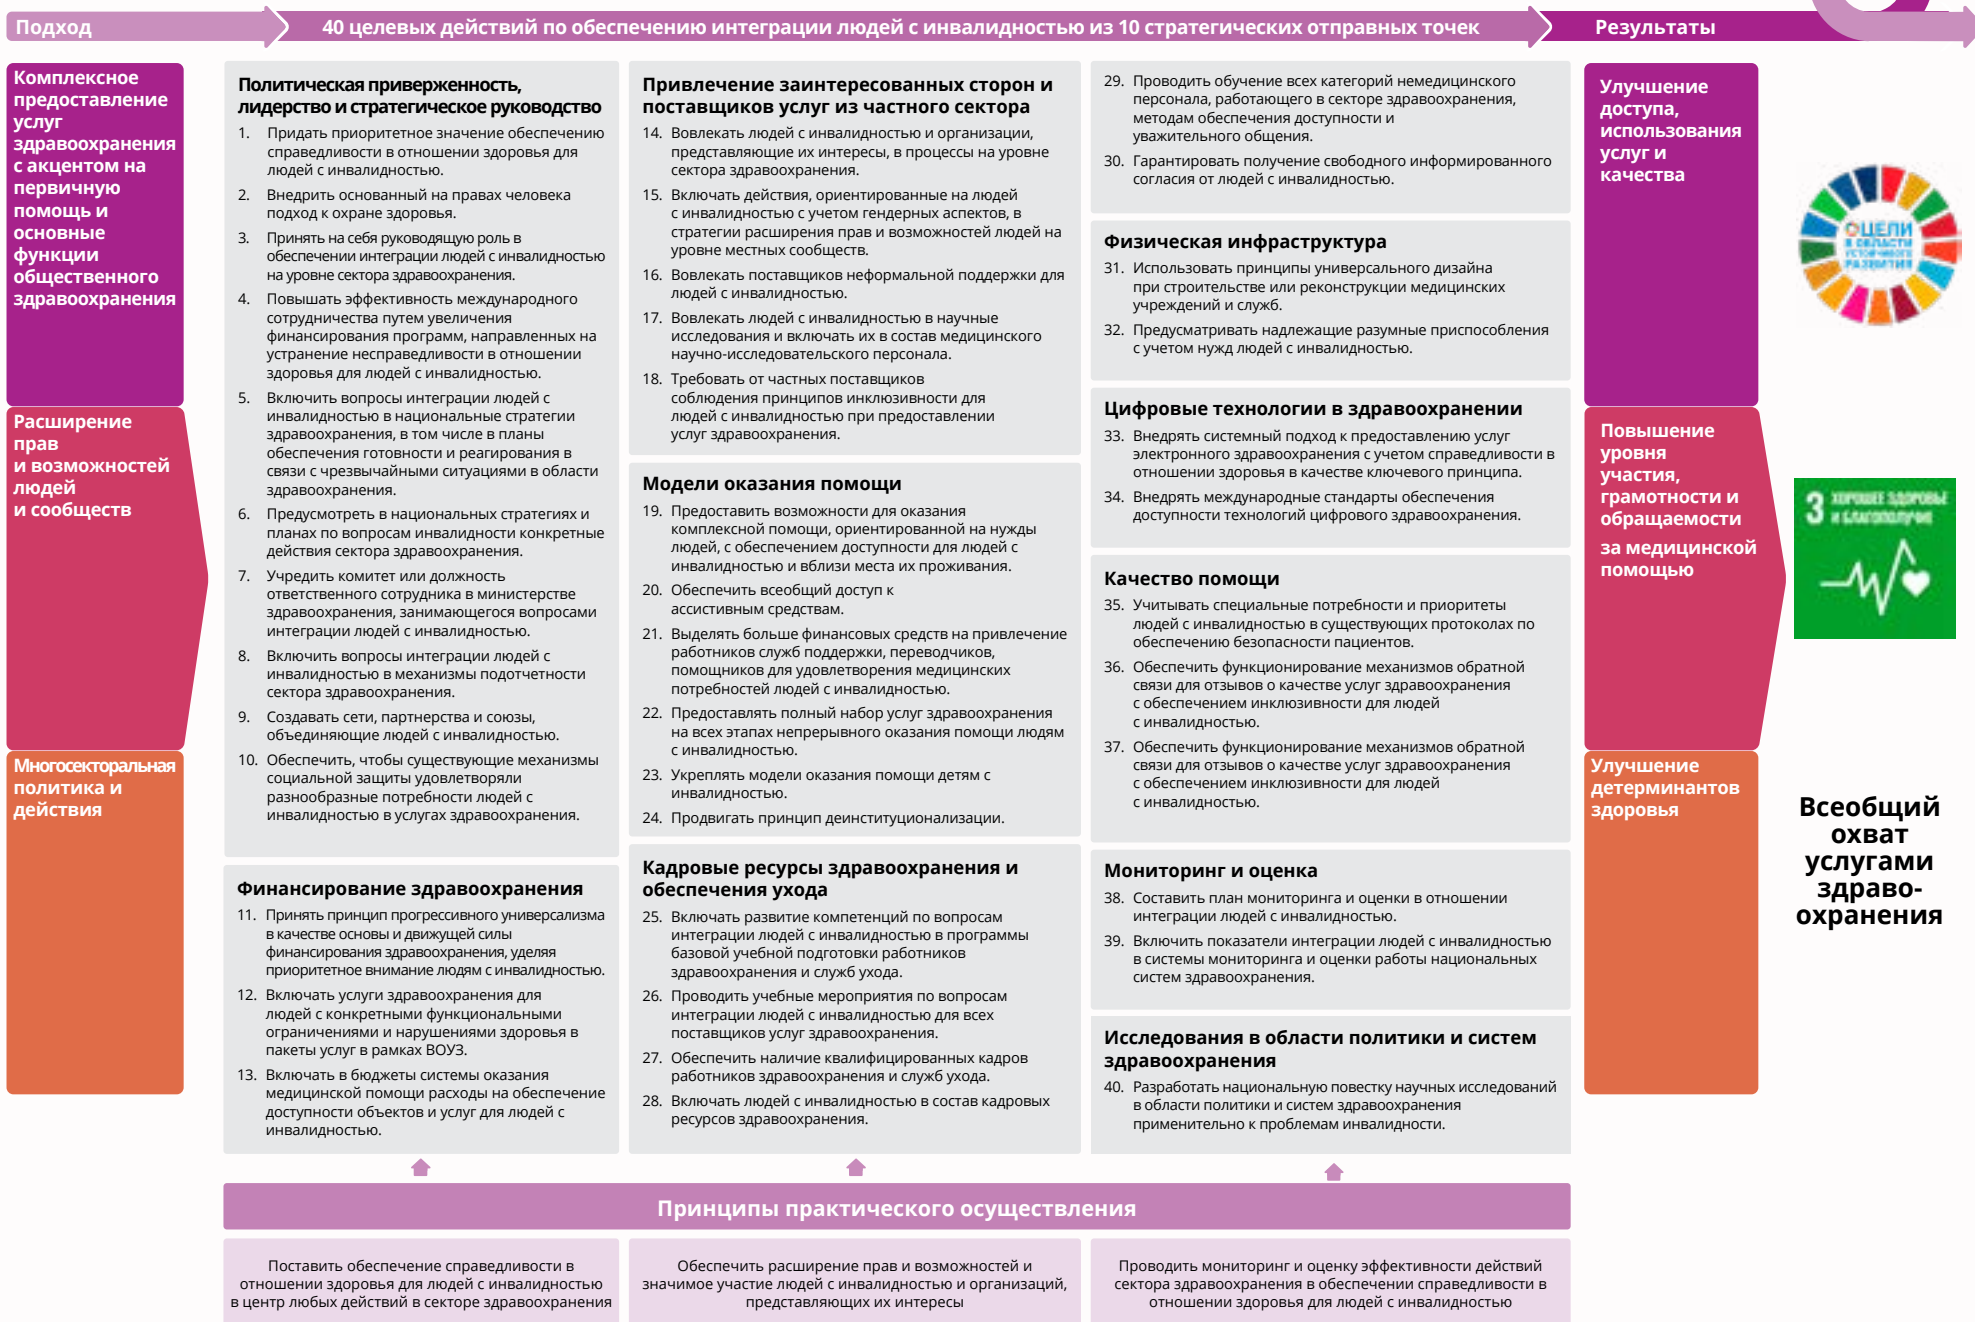 Подход
40 целевых действий по обеспечению интеграции людей с инвалидностью из 10 стратегических отправных точек
Результаты
Комплексное
предоставление
услуг
здравоохранения
с акцентом на
первичную
помощь и
основные
функции
общественного
здравоохранения
Расширение
прав
и возможностей
людей
и сообществ
Многосекторальная
политика и
действия
Политическая приверженность,
лидерство и стратегическое руководство
1. Придать приоритетное значение обеспечению
справедливости в отношении здоровья для
людей с инвалидностью.
2. Внедрить основанный на правах человека
подход к охране здоровья.
3. Принять на себя руководящую роль в
обеспечении интеграции людей с инвалидностью
на уровне сектора здравоохранения.
4. Повышать эффективность международного
сотрудничества путем увеличения
финансирования программ, направленных на
устранение несправедливости в отношении
здоровья для людей с инвалидностью.
5. Включить вопросы интеграции людей с
инвалидностью в национальные стратегии
здравоохранения, в том числе в планы
обеспечения готовности и реагирования в
связи с чрезвычайными ситуациями в области
здравоохранения.
6. Предусмотреть в национальных стратегиях и
планах по вопросам инвалидности конкретные
действия сектора здравоохранения.
7. Учредить комитет или должность
ответственного сотрудника в министерстве
здравоохранения, занимающегося вопросами
интеграции людей с инвалидностью.
8. Включить вопросы интеграции людей с
инвалидностью в механизмы подотчетности
сектора здравоохранения.
9. Создавать сети, партнерства и союзы,
объединяющие людей с инвалидностью.
10. Обеспечить, чтобы существующие механизмы
социальной защиты удовлетворяли
разнообразные потребности людей с
инвалидностью в услугах здравоохранения.
Финансирование здравоохранения
11. Принять принцип прогрессивного универсализма
в качестве основы и движущей силы
финансирования здравоохранения, уделяя
приоритетное внимание людям с инвалидностью.
12. Включать услуги здравоохранения для
людей с конкретными функциональными
ограничениями и нарушениями здоровья в
пакеты услуг в рамках ВОУЗ.
13. Включать в бюджеты системы оказания
медицинской помощи расходы на обеспечение
доступности объектов и услуг для людей с
инвалидностью.
Привлечение заинтересованных сторон и
поставщиков услуг из частного сектора
14. Вовлекать людей с инвалидностью и организации,
представляющие их интересы, в процессы на уровне
сектора здравоохранения.
15. Включать действия, ориентированные на людей
с инвалидностью с учетом гендерных аспектов, в
стратегии расширения прав и возможностей людей на
уровне местных сообществ.
16. Вовлекать поставщиков неформальной поддержки для
людей с инвалидностью.
17. Вовлекать людей с инвалидностью в научные
исследования и включать их в состав медицинского
научно-исследовательского персонала.
18. Требовать от частных поставщиков
соблюдения принципов инклюзивности для
людей с инвалидностью при предоставлении
услуг здравоохранения.
Модели оказания помощи
19. Предоставить возможности для оказания
комплексной помощи, ориентированной на нужды
людей, с обеспечением доступности для людей с
инвалидностью и вблизи места их проживания.
20. Обеспечить всеобщий доступ к
ассистивным средствам.
21. Выделять больше финансовых средств на привлечение
работников служб поддержки, переводчиков,
помощников для удовлетворения медицинских
потребностей людей с инвалидностью.
22. Предоставлять полный набор услуг здравоохранения
на всех этапах непрерывного оказания помощи людям
с инвалидностью.
23. Укреплять модели оказания помощи детям с
инвалидностью.
24. Продвигать принцип деинституционализации.
Кадровые ресурсы здравоохранения и
обеспечения ухода
25. Включать развитие компетенций по вопросам
интеграции людей с инвалидностью в программы
базовой учебной подготовки работников
здравоохранения и служб ухода.
26. Проводить учебные мероприятия по вопросам
интеграции людей с инвалидностью для всех
поставщиков услуг здравоохранения.
27. Обеспечить наличие квалифицированных кадров
работников здравоохранения и служб ухода.
28. Включать людей с инвалидностью в состав кадровых
ресурсов здравоохранения.
29. Проводить обучение всех категорий немедицинского
персонала, работающего в секторе здравоохранения,
методам обеспечения доступности и
уважительного общения.
30. Гарантировать получение свободного информированного
согласия от людей с инвалидностью.
Физическая инфраструктура
31. Использовать принципы универсального дизайна
при строительстве или реконструкции медицинских
учреждений и служб.
32. Предусматривать надлежащие разумные приспособления
с учетом нужд людей с инвалидностью.
Цифровые технологии в здравоохранении
33. Внедрять системный подход к предоставлению услуг
электронного здравоохранения с учетом справедливости в
отношении здоровья в качестве ключевого принципа.
34. Внедрять международные стандарты обеспечения
доступности технологий цифрового здравоохранения.
Качество помощи
35. Учитывать специальные потребности и приоритеты
людей с инвалидностью в существующих протоколах по
обеспечению безопасности пациентов.
36. Обеспечить функционирование механизмов обратной
связи для отзывов о качестве услуг здравоохранения
с обеспечением инклюзивности для людей
с инвалидностью.
37. Обеспечить функционирование механизмов обратной
связи для отзывов о качестве услуг здравоохранения
с обеспечением инклюзивности для людей
с инвалидностью.
Мониторинг и оценка
38. Составить план мониторинга и оценки в отношении
интеграции людей с инвалидностью.
39. Включить показатели интеграции людей с инвалидностью
в системы мониторинга и оценки работы национальных
систем здравоохранения.
Исследования в области политики и систем
здравоохранения
40. Разработать национальную повестку научных исследований
в области политики и систем здравоохранения
применительно к проблемам инвалидности.
Улучшение
доступа,
использования
услуг и
качества
Повышение
уровня
участия,
грамотности и
обращаемости
за медицинской
помощью
Улучшение
детерминантов
здоровья
ЦЕЛИ
В ОБЛАСТИ
УСТОЙЧИВОГО
РАЗВИТИЯ
3 ХОРОШЕЕ ЗДОРОВЬЕ
И БЛАГОПОЛУЧИЕ
Всеобщий
охват
услугами
здраво-
охранения
Принципы практического осуществления
Поставить обеспечение справедливости в
отношении здоровья для людей с инвалидностью
в центр любых действий в секторе здравоохранения
Обеспечить расширение прав и возможностей и
значимое участие людей с инвалидностью и организаций,
представляющих их интересы
Проводить мониторинг и оценку эффективности действий
сектора здравоохранения в обеспечении справедливости в
отношении здоровья для людей с инвалидностью